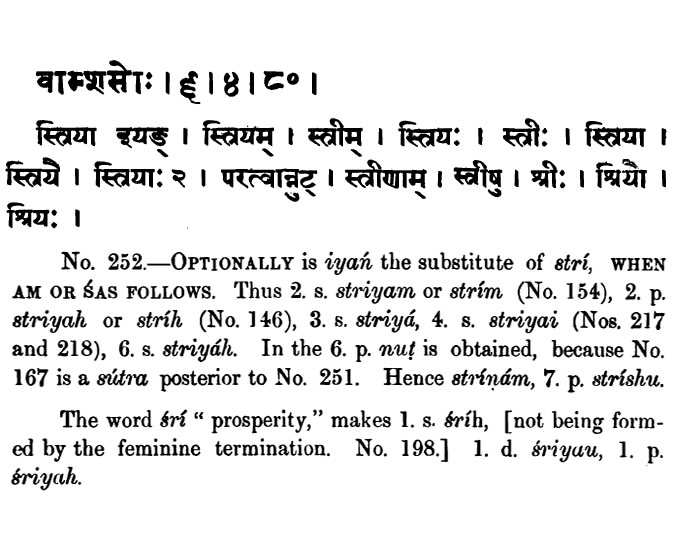 वाम्शसोः । ६ । ४ । ८० ।
स्त्रिया इयङ् । स्त्रियम् । स्त्रीम् । स्त्रियः । स्त्रीः । स्त्रिया ।
स्त्रियै । स्त्रियाः २ । परत्वान्नुट् । स्त्रीणाम् । स्त्रीषु । श्रीः । श्रियौ ।
श्रियः ।
No. 252.—OPTIONALLY is iyań the substitute of strí, WHEN
AM OR ŚAS FOLLOWS. Thus 2. s. striyam or strím (No. 154), 2. p.
striyah or stríh (No. 146), 3. s. striyá, 4. s. striyai (Nos. 217
and 218), 6. s. striyáh. In the 6. p. nuṭ is obtained, because No.
167 is a sútra posterior to No. 251. Hence stríṇám, 7. p. stríshu.
The word śrí “ prosperity,” makes 1. s. śríh, [not being form-
ed by the feminine termination. No. 198.] 1. d. śriyau, 1. p.
śriyah.